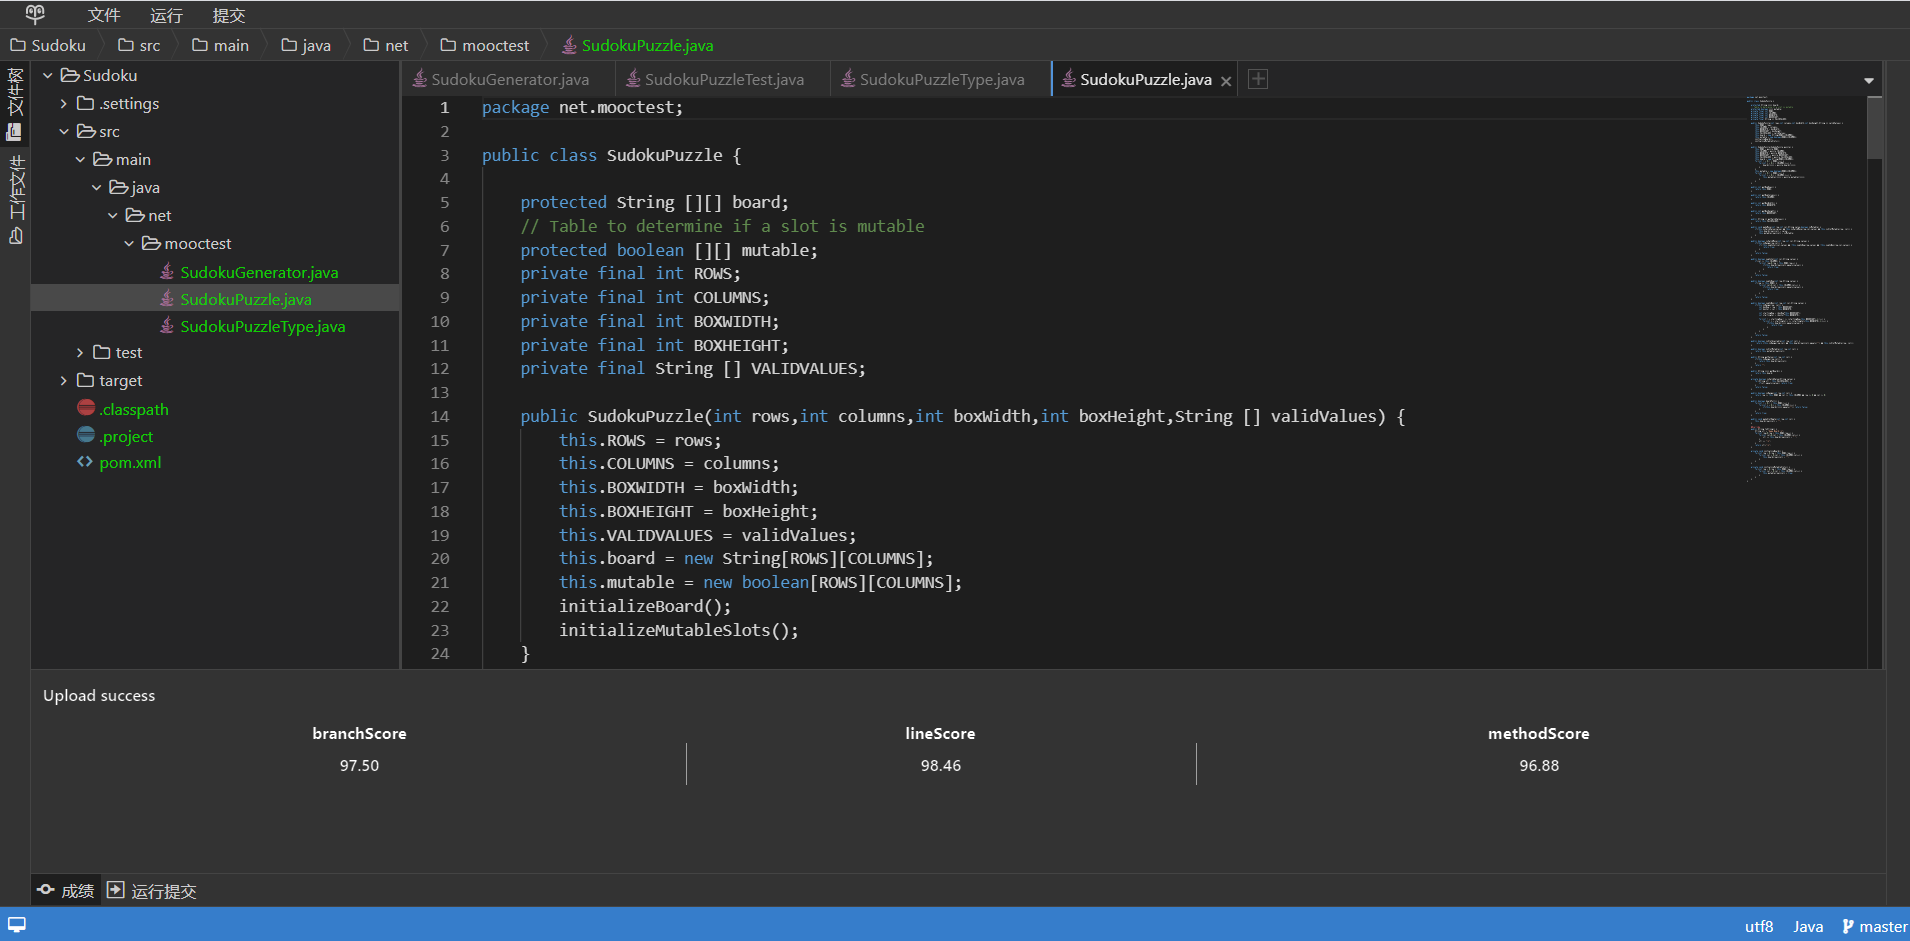 文件 运行 提交
Sudoku src main java net mooctest SudokuPuzzle.java
文件树
工作文件
Sudoku
.settings
src
main
java
net
mooctest
SudokuGenerator.java
SudokuPuzzle.java
SudokuPuzzleType.java
test
target
.classpath
.project
pom.xml
SudokuGenerator.java SudokuPuzzleTest.java SudokuPuzzleType.java SudokuPuzzle.java
1 package net.mooctest;
2
3 public class SudokuPuzzle {
4
5 protected String [][] board;
6 // Table to determine if a slot is mutable
7 protected boolean [][] mutable;
8 private final int ROWS;
9 private final int COLUMNS;
10 private final int BOXWIDTH;
11 private final int BOXHEIGHT;
12 private final String [] VALIDVALUES;
13
14 public SudokuPuzzle(int rows,int columns,int boxWidth,int boxHeight,String [] validValues) {
15 this.ROWS = rows;
16 this.COLUMNS = columns;
17 this.BOXWIDTH = boxWidth;
18 this.BOXHEIGHT = boxHeight;
19 this.VALIDVALUES = validValues;
20 this.board = new String[ROWS][COLUMNS];
21 this.mutable = new boolean[ROWS][COLUMNS];
22 initializeBoard();
23 initializeMutableSlots();
24 }
Upload success
branchScore lineScore methodScore
97.50 98.46 96.88
成绩 运行提交
utf8 Java master